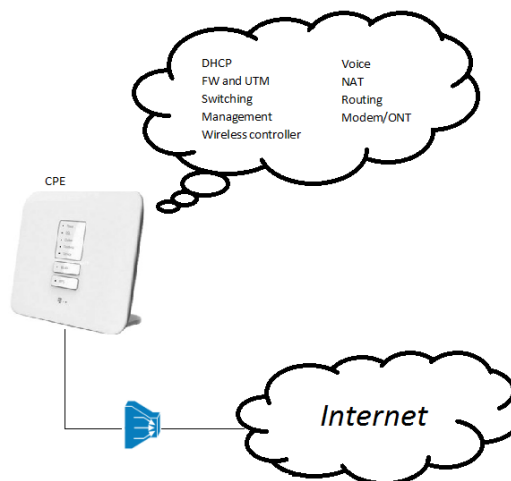 DHCP
FW and UTM
Switching
Management
Wireless controller
Voice
NAT
Routing
Modem/ONT
CPE
Internet